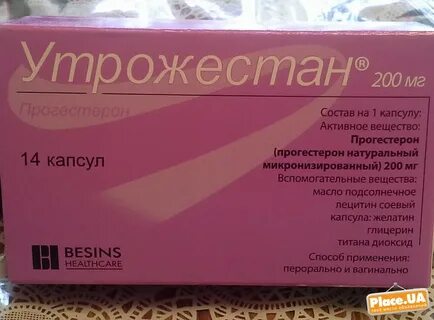 Утрожестан® 200 мг
Прогестерон
14 капсул
Состав на 1 капсулу:
Активное вещество:
Прогестерон
(прогестерон натуральный
микронизированный) 200 мг
Вспомогательные вещества:
масло подсолнечное
лецитин соевый
капсула: желатин
глицерин
титана диоксид
Способ применения:
перорально и вагинально
BESINS
HEALTHCARE
Place.UA